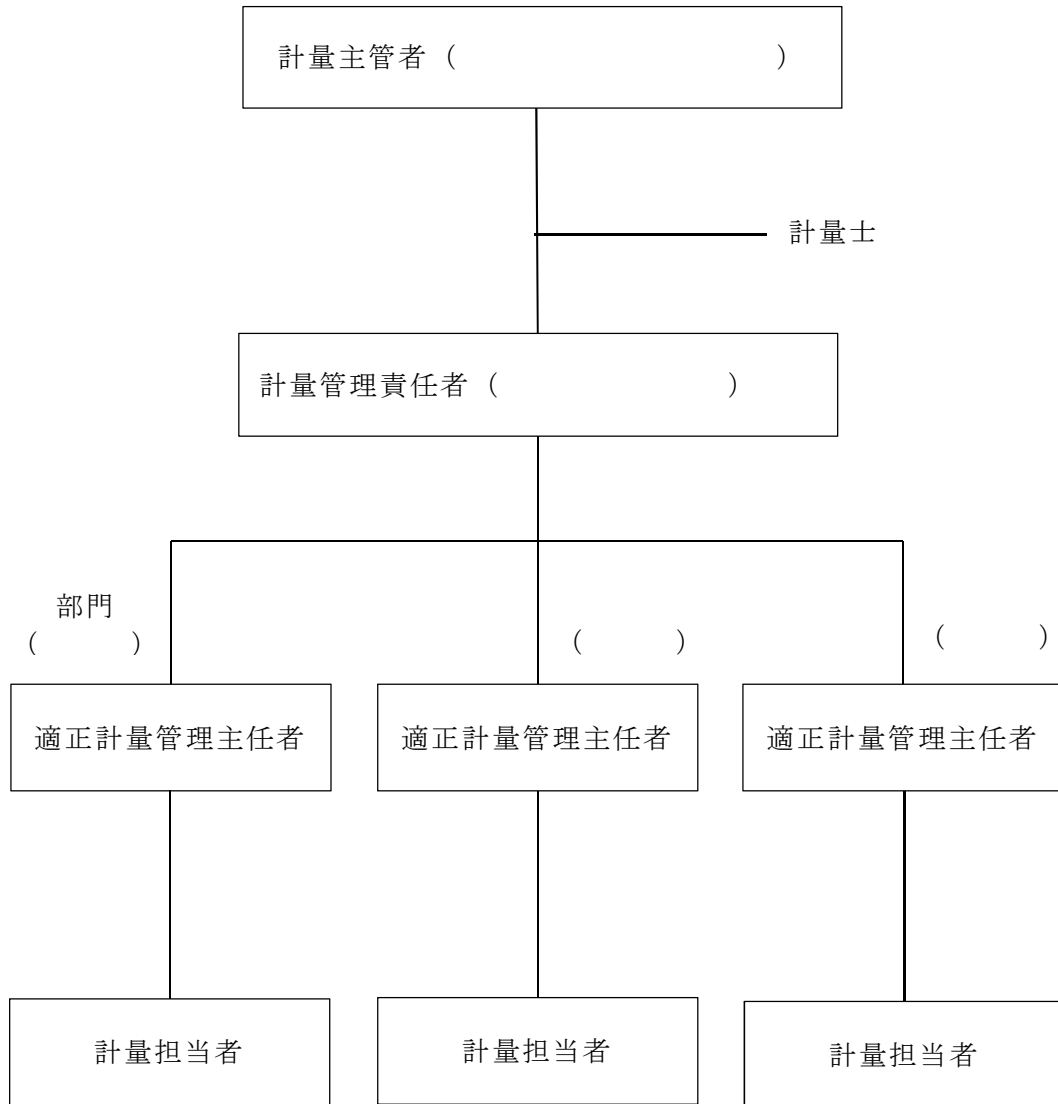 計量主管者（　　　　　　　　　　）
計量士
計量管理責任者（　　　　　　　）
部門
（　　　）
（　　　）
（　　　）
適正計量管理主任者
適正計量管理主任者
適正計量管理主任者
計量担当者
計量担当者
計量担当者